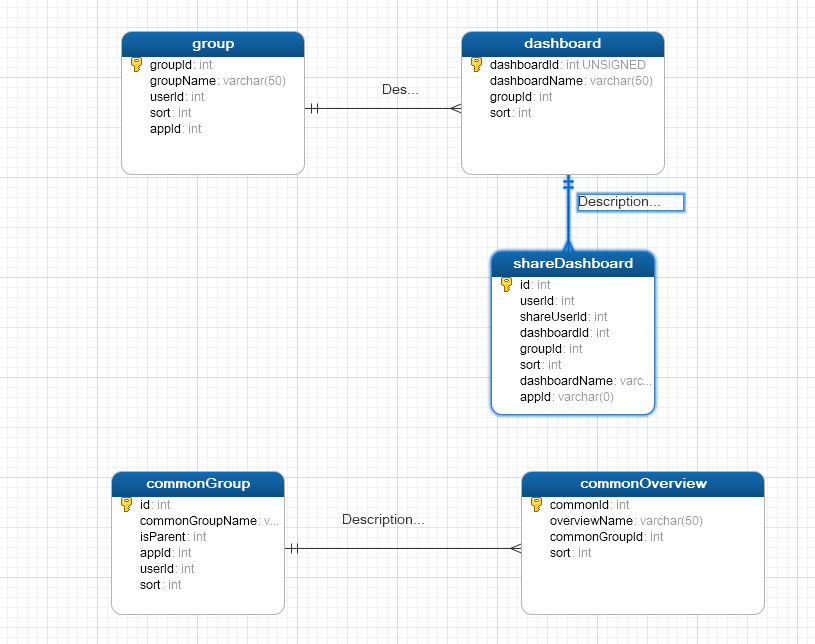 group
groupId: int
groupName: varchar(50)
userId: int
sort: int
appId: int
Des...
dashboard
dashboardId: int UNSIGNED
dashboardName: varchar(50)
groupId: int
sort: int
Description...
shareDashboard
id: int
userId: int
shareUserId: int
dashboardId: int
groupId: int
sort: int
dashboardName: varc...
appId: varchar(0)
commonGroup
id: int
commonGroupName: v...
isParent: int
appId: int
userId: int
sort: int
Description...
commonOverview
commonId: int
overviewName: varchar(50)
commonGroupId: int
sort: int